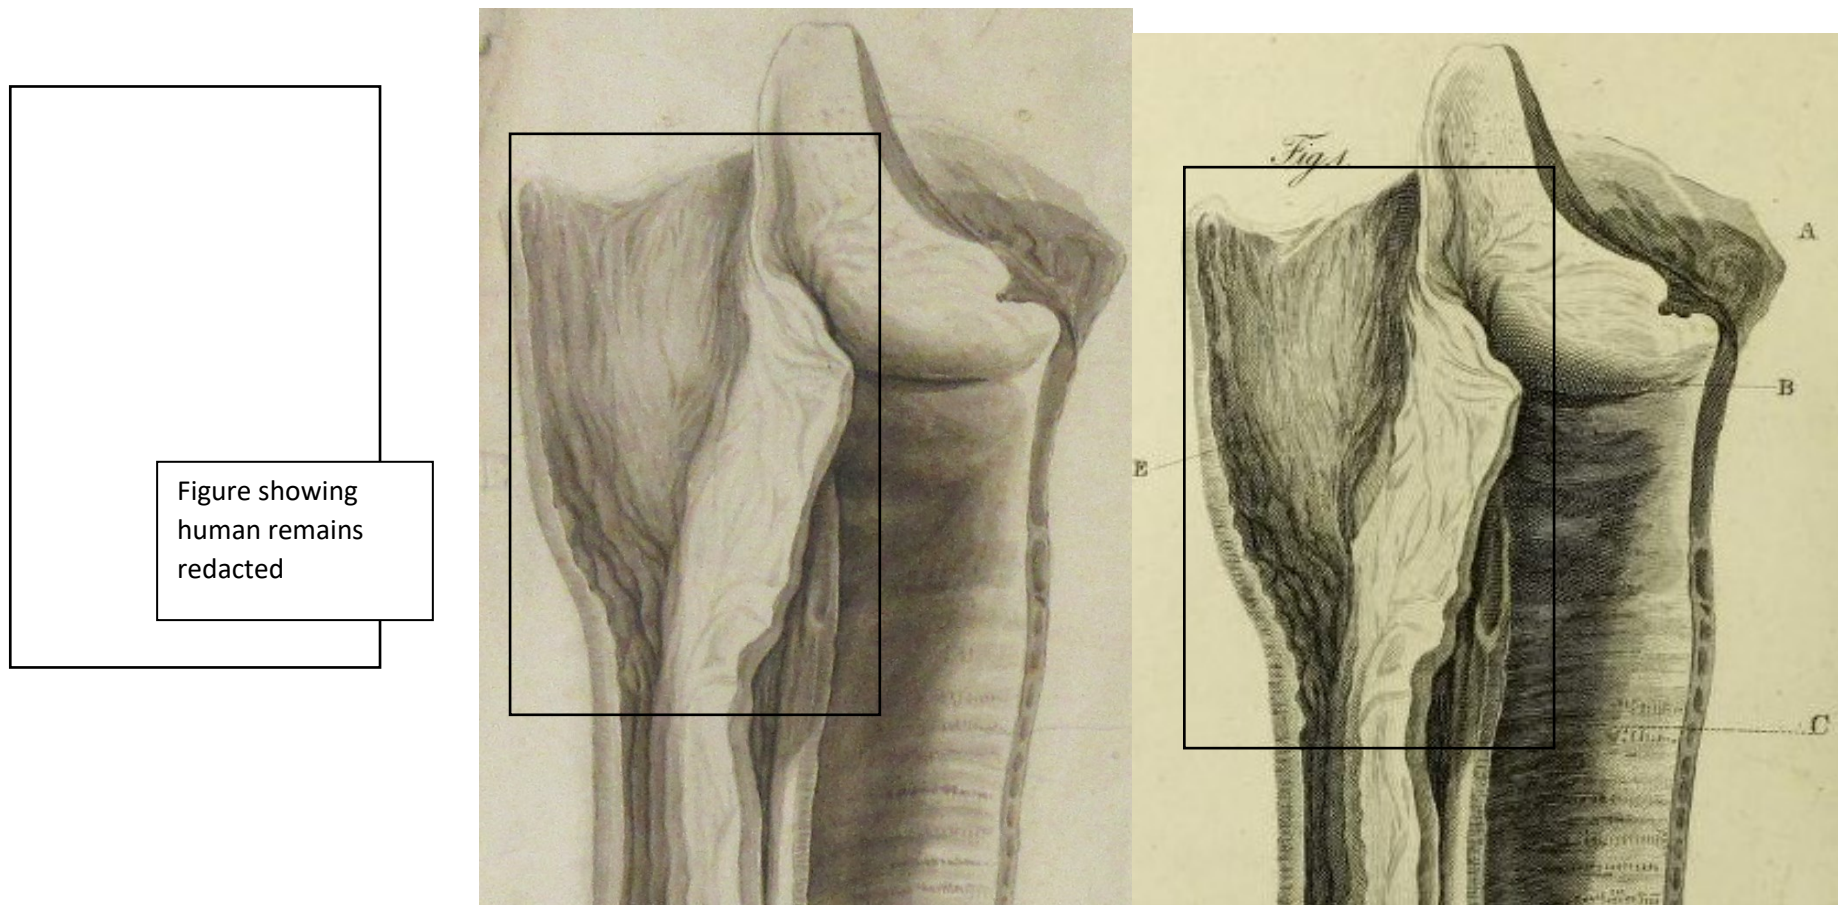 Figure showing
human remains
redacted
Fig 1.
A
B
E
C